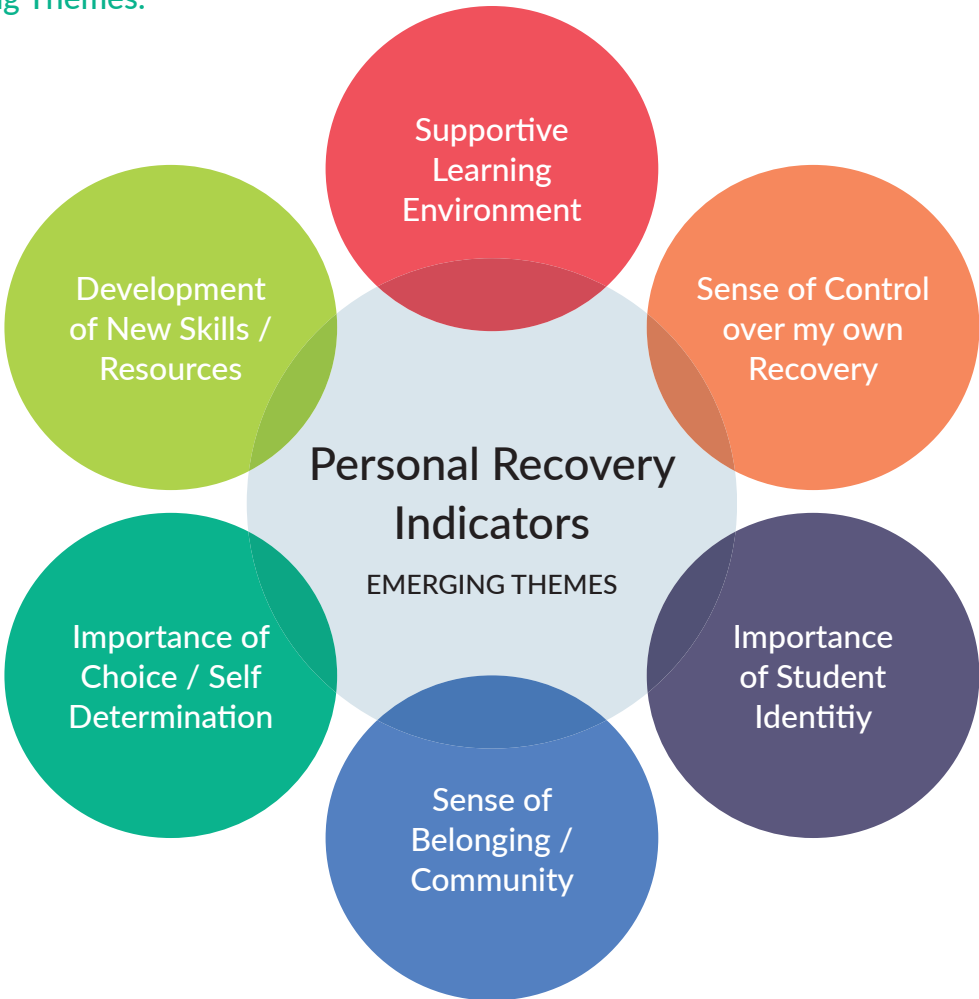 g Themes:
Supportive
Learning
Environment
Development
of New Skills /
Resources
Sense of Control
over my own
Recovery
Personal Recovery
Indicators
EMERGING THEMES
Importance of
Choice / Self
Determination
Importance
of Student
Identitiy
Sense of
Belonging /
Community